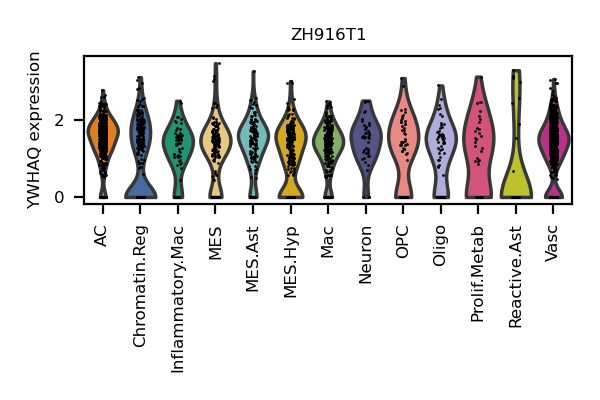 ZH916T1
YWHAQ expression
2
0
AC
Chromatin.Reg
Inflammatory.Mac
MES
MES.Ast
MES.Hyp
Mac
Neuron
OPC
Oligo
Prolif.Metab
Reactive.Ast
Vasc